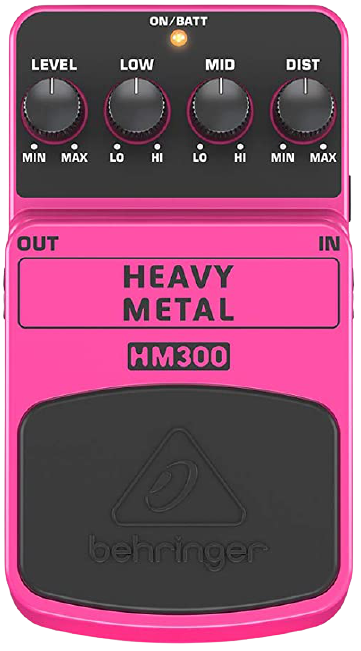 ON/BATT
LEVEL LOW MID DIST
MIN MAX LO HI LO HI MIN MAX
OUT IN
HEAVY
METAL
HM300
behringer